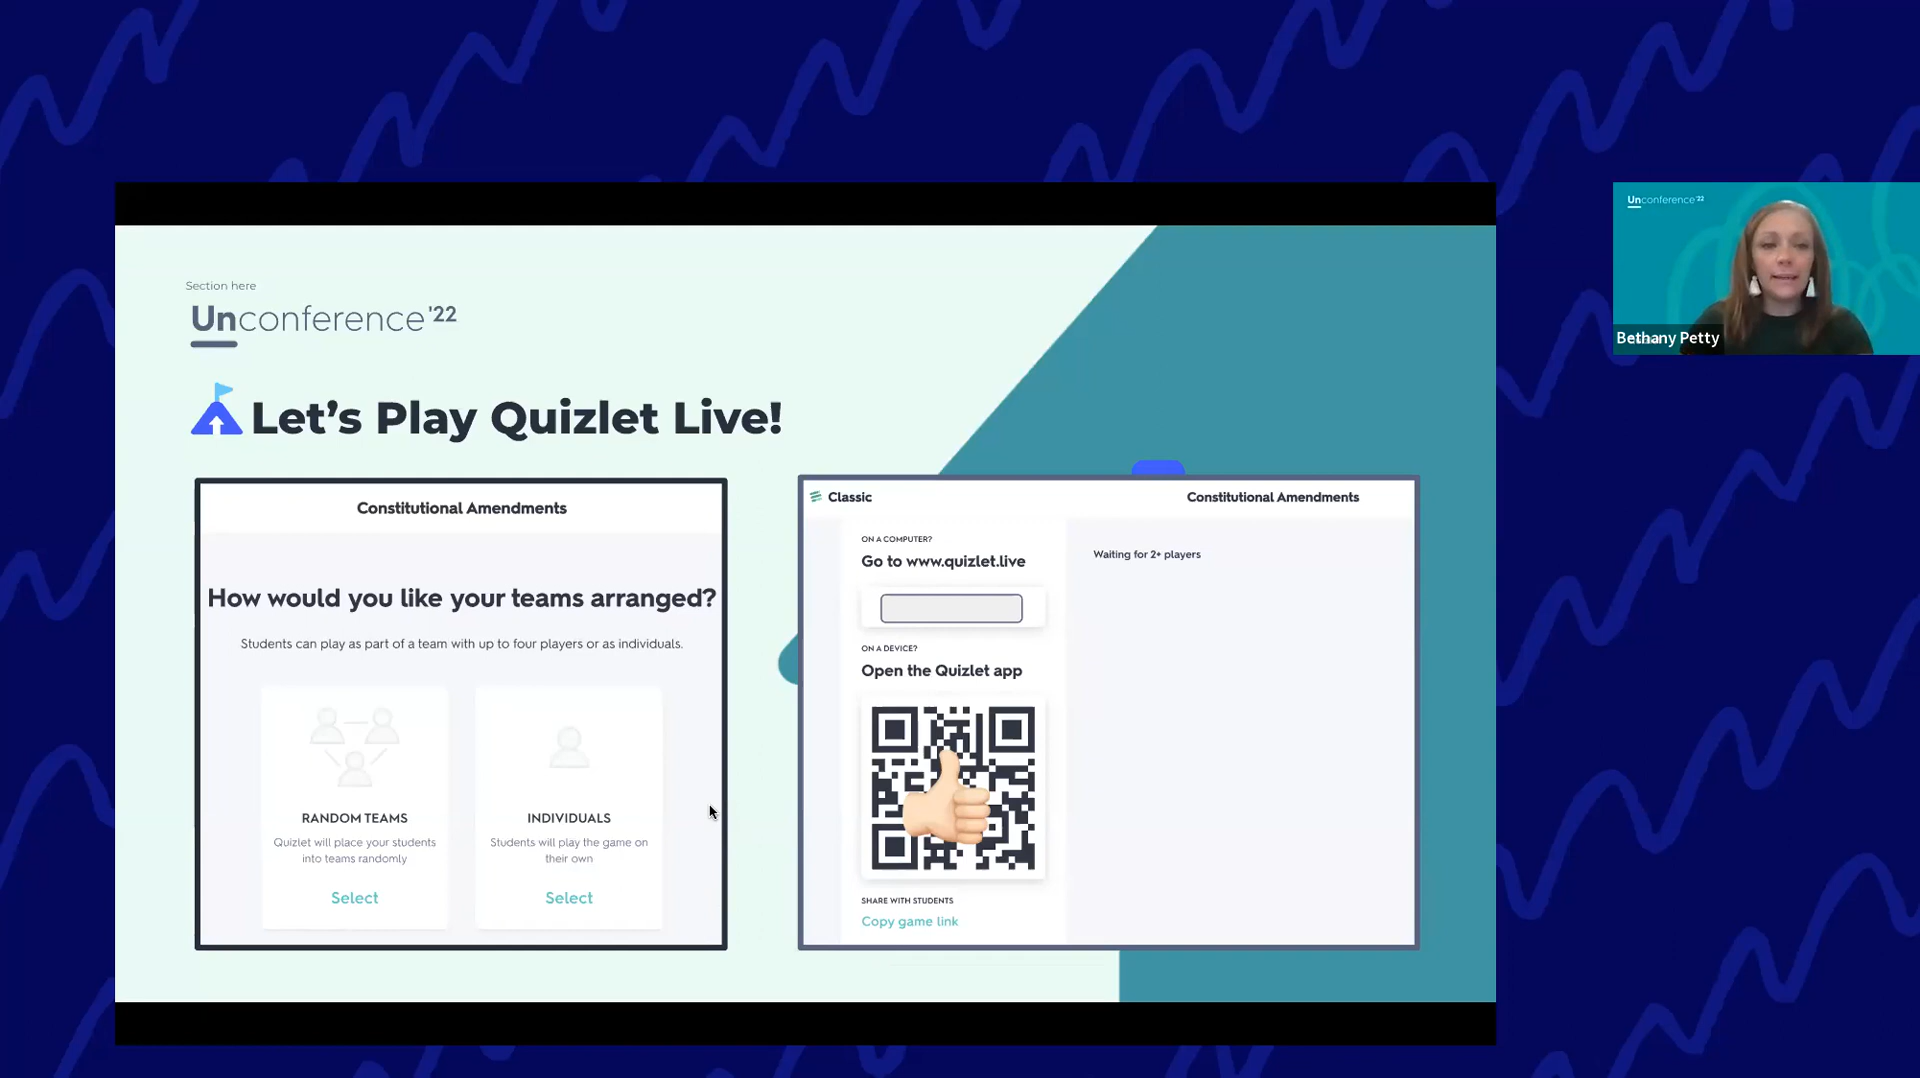 Section here
Unconference '22
Let's Play Quizlet Live!
Constitutional Amendments
How would you like your teams arranged?
Students can play as part of a team with up to four players or as individuals.
RANDOM TEAMS
Quizlet will place your students
into teams randomly
Select
INDIVIDUALS
Students will play the game on
their own
Select
Classic
Constitutional Amendments
ON A COMPUTER?
Go to www.quizlet.live
Waiting for 2+ players
ON A DEVICE?
Open the Quizlet app
SHARE WITH STUDENTS
Copy game link
Unconference '22
Bethany Petty